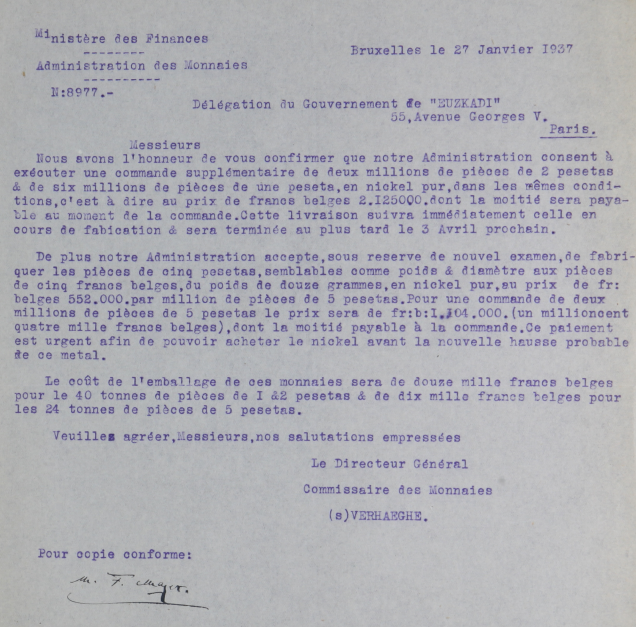 Ministère des Finances
--------
Bruxelles le 27 Janvier I937
Administration des Monnaies
----------
N:8977.-
Délégation du Gouvernement de "EUZKADI"
55,Avenue Georges V.
Paris.
Messieurs
Nous avons l'honneur de vous confirmer que notre Administration consent à
exécuter une commande supplémentaire de deux millions de pièces de 2 pesetas
& de six millions de pièces de une peseta,en nickel pur,dans les mêmes condi-
tions,c'est à dire au prix de francs belges 2.I25000.dont la moitié sera paya-
ble au moment de la commande.Cette livraison suivra immédiatement celle en
cours de fabication & sera terminée au plus tard le 3 Avril prochain.
De plus notre Administration accepte,sous reserve de nouvel examen,de fabri-
quer les pièces de cinq pesetas,semblables comme poids & diamètre aux pièces
de cinq francs belges,du poids de douze grammes,en nickel pur,au prix de fr:
belges 552.000.par million de pièces de 5 pesetas.Pour une commande de deux
millions de pièces de 5 pesetas le prix sera de fr:b:I.I04.000.(un millioncent
quatre mille francs belges),dont la moitié payable à la commande.Ce paiement
est urgent afin de pouvoir acheter le nickel avant la nouvelle hausse probable
de ce metal.
Le coût de l'emballage de ces monnaies sera de douze mille francs belges
pour le 40 tonnes de pièces de I &2 pesetas & de dix mille francs belges pour
les 24 tonnes de pièces de 5 pesetas.
Veuilles agréer,Messieurs,nos salutations empressées
Le Directeur Général
Commissaire des Monnaies
(s)VERHAEGHE.
Pour copie conforme:
M. F.